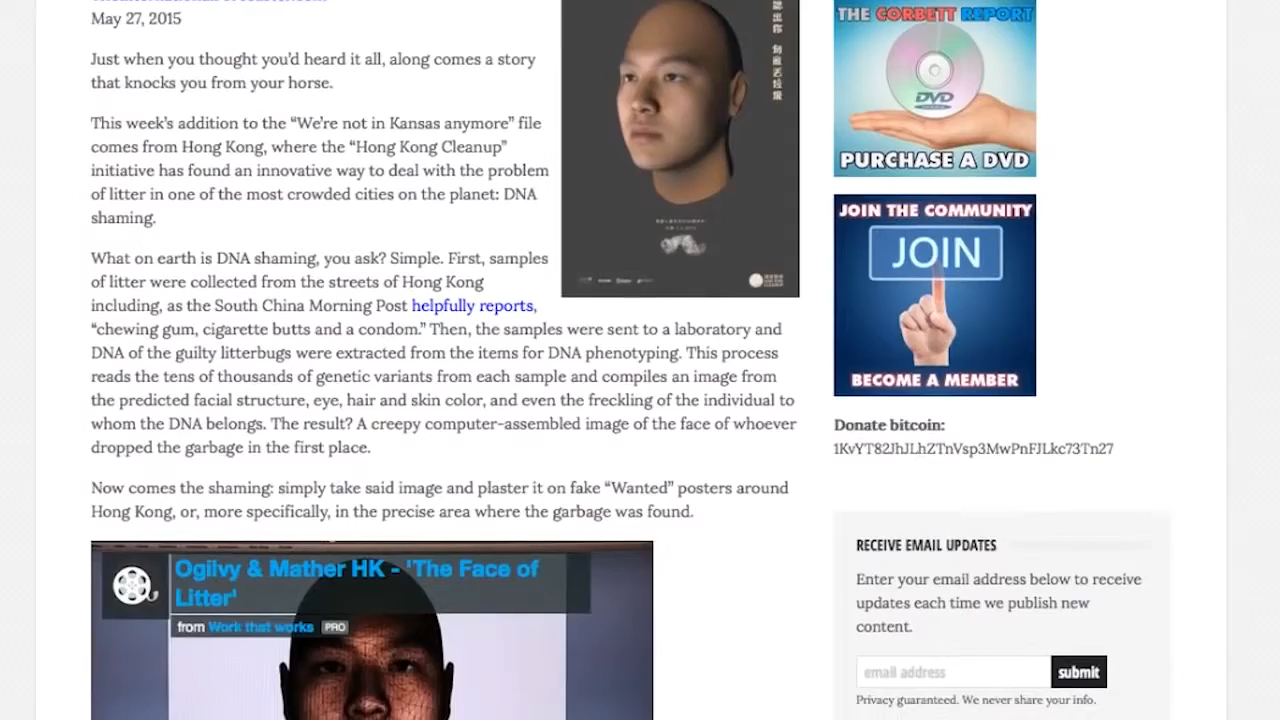 May 27, 2015
Just when you thought you'd heard it all, along comes a story
that knocks you from your horse.
This week's addition to the “We're not in Kansas anymore” file
comes from Hong Kong, where the “Hong Kong Cleanup”
initiative has found an innovative way to deal with the problem
of litter in one of the most crowded cities on the planet: DNA
shaming.
What on earth is DNA shaming, you ask? Simple. First, samples
of litter were collected from the streets of Hong Kong
including, as the South China Morning Post helpfully reports,
“chewing gum, cigarette butts and a condom.” Then, the samples were sent to a laboratory and
DNA of the guilty litterbugs were extracted from the items for DNA phenotyping. This process
reads the tens of thousands of genetic variants from each sample and compiles an image from
the predicted facial structure, eye, hair and skin color, and even the freckling of the individual to
whom the DNA belongs. The result? A creepy computer-assembled image of the face of whoever
dropped the garbage in the first place.
Now comes the shaming: simply take said image and plaster it on fake “Wanted” posters around
Hong Kong, or, more specifically, in the precise area where the garbage was found.
Ogilvy & Mather HK - 'The Face of
Litter'
from Work that works PRO
THE CORBETT REPORT
DVD
PURCHASE A DVD
JOIN THE COMMUNITY
JOIN
BECOME A MEMBER
Donate bitcoin:
1KvYT82JhJLhZTnVsp3MwPnFJLkc73Tn27
RECEIVE EMAIL UPDATES
Enter your email address below to receive
updates each time we publish new
content.
email address submit
Privacy guaranteed. We never share your info.